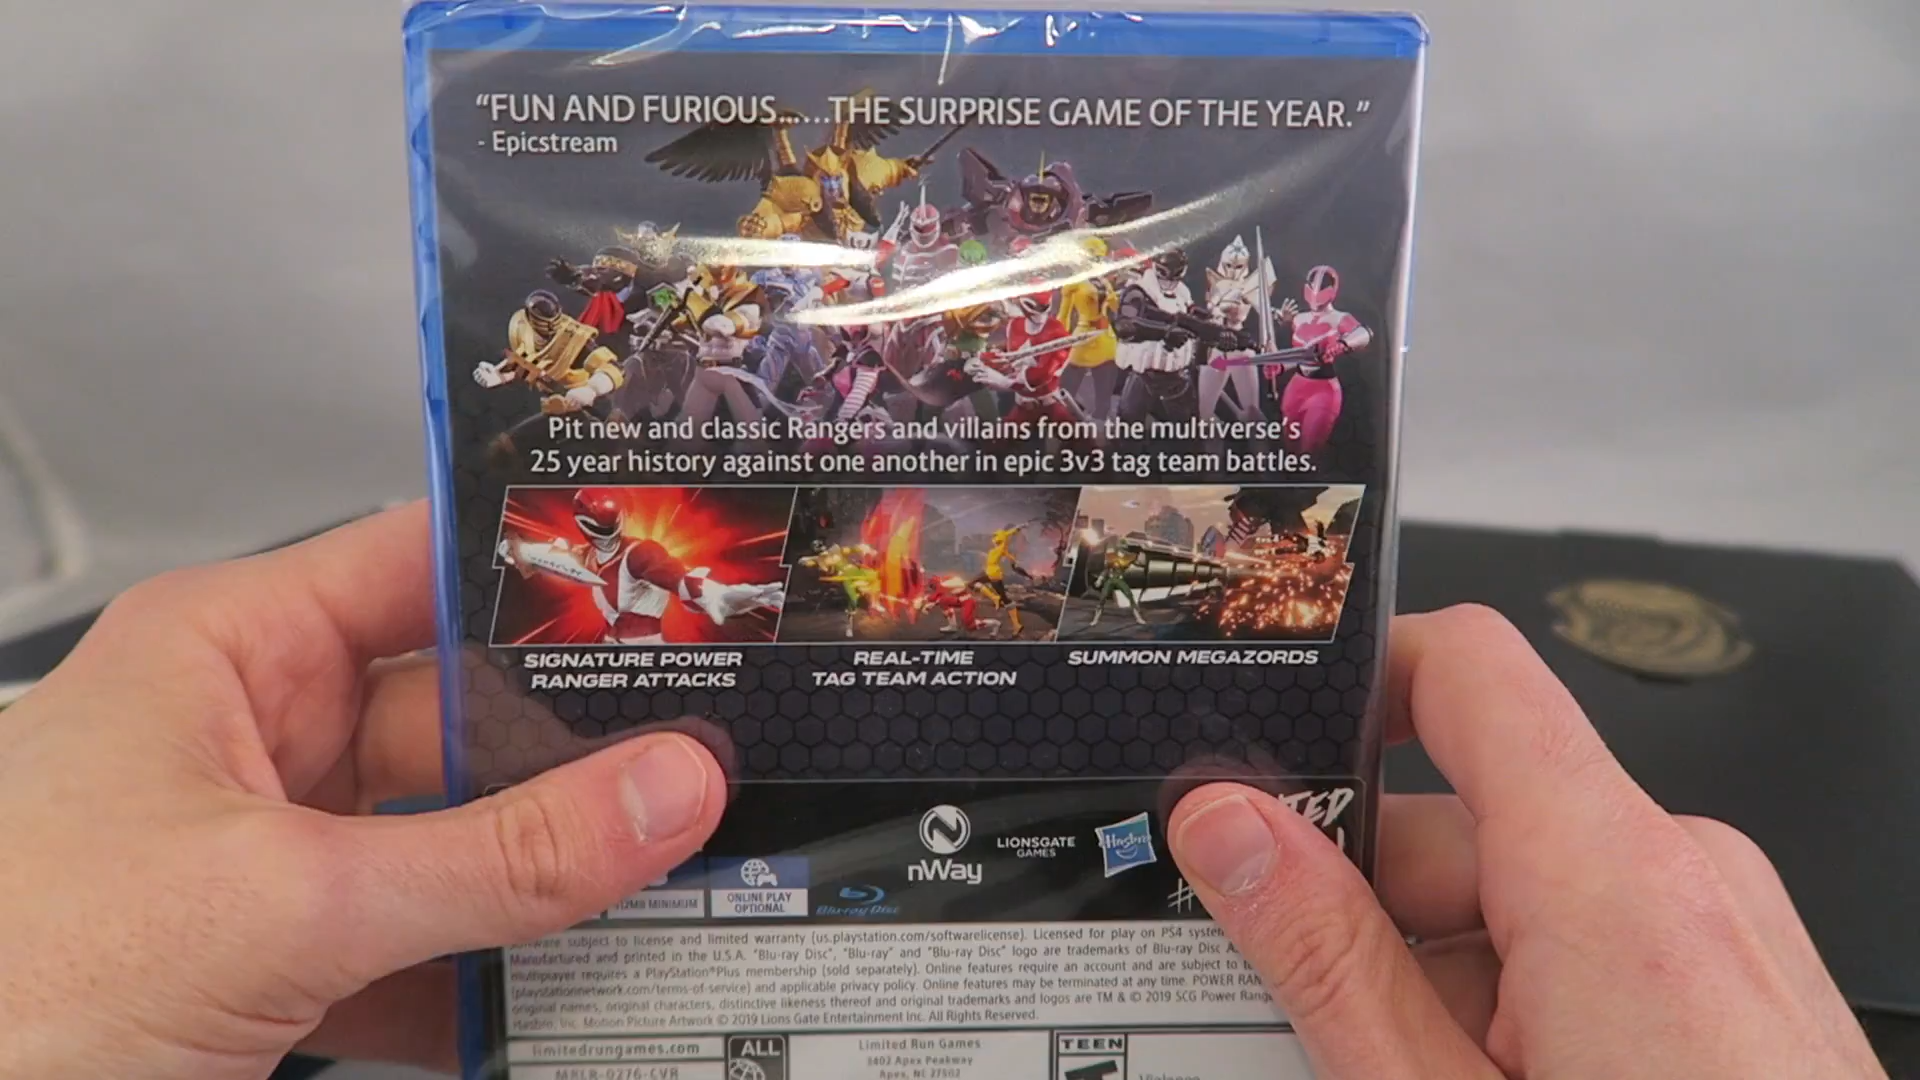 “FUN AND FURIOUS......THE SURPRISE GAME OF THE YEAR.”
- Epicstream
Pit new and classic Rangers and villains from the multiverse’s
25 year history against one another in epic 3v3 tag team battles.
SIGNATURE POWER
RANGER ATTACKS
REAL-TIME
TAG TEAM ACTION
SUMMON MEGAZORDS
nWay
LIONSGATE
GAMES
Hasbro
MINIMUM
ONLINE PLAY
OPTIONAL
Blu-ray Disc
#
subject to license and limited warranty (us.playstation.com/softwarelicense). Licensed for play on PS4
Manufactured and printed in the U.S.A. "Blu-ray Disc", "Blu-ray" and "Blu-ray Disc" logo are trademarks of Blu-ray Disc
multiplayer requires a PlayStation®Plus membership (sold separately). Online features require an account and are subject to
(playstationnetwork.com/terms-of-service) and applicable privacy policy. Online features may be terminated at any time. POWER
original names, original characters, distinctive likeness thereof and original trademarks and logos are TM & © 2019 SCG Power
Hasbro, Inc. Motion Picture Artwork © 2019 Lions Gate Entertainment Inc. All Rights Reserved.
limitedrungames.com
ALL
Limited Run Games
3402 Apex Peakway
Apex, NC 27502
TEEN